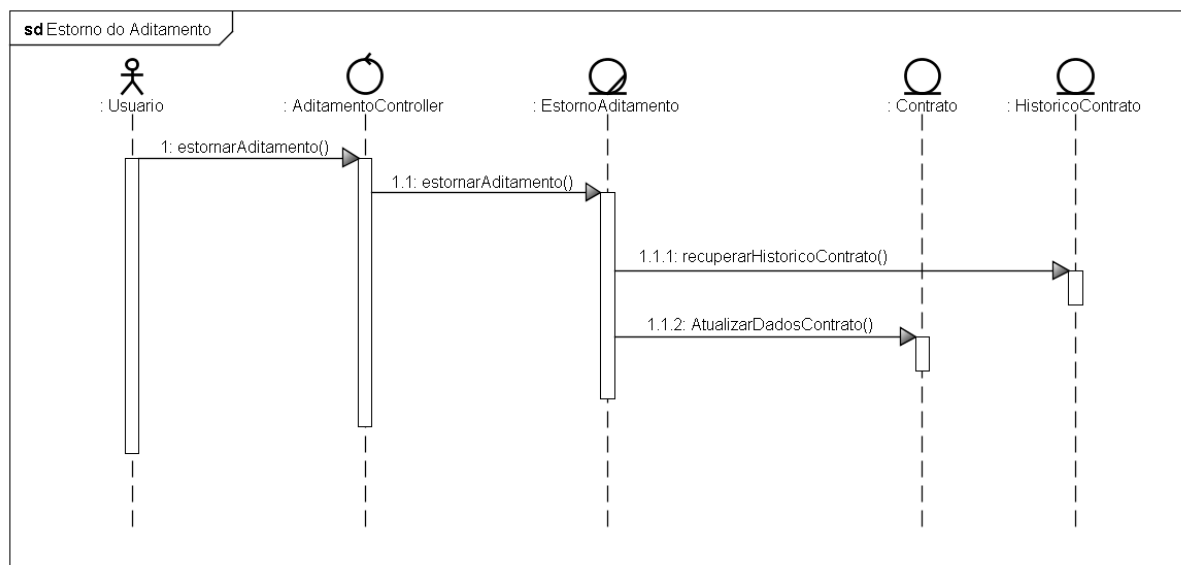 sd Estorno do Aditamento
: Usuario
: AditamentoController
: EstornoAditamento
: Contrato
: HistoricoContrato
1: estornarAditamento()
1.1: estornarAditamento()
1.1.1: recuperarHistoricoContrato()
1.1.2: AtualizarDadosContrato()